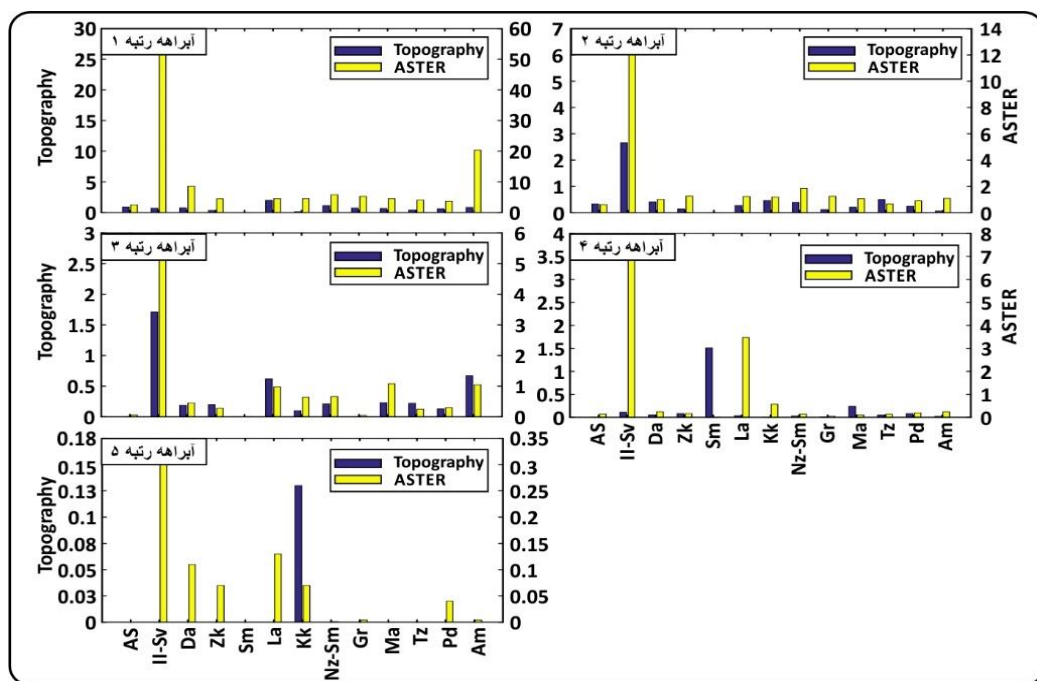 آبراهه رتبه ۱
Topography
ASTER
Topography
30
25
20
15
10
5
0
60
50
40
30
20
10
0
آبراهه رتبه ۲
Topography
ASTER
7
6
5
4
3
2
1
0
14
12
10
8
6
4
2
0
ASTER
آبراهه رتبه ۳
Topography
ASTER
Topography
3
2.5
2
1.5
1
0.5
0
6
5
4
3
2
1
0
آبراهه رتبه ۴
Topography
ASTER
4
3.5
3
2.5
2
1.5
1
0.5
0
8
7
6
5
4
3
2
1
0
ASTER
AS
Il-Sv
Da
Zk
Sm
La
Kk
Nz-Sm
Gr
Ma
Tz
Pd
Am
آبراهه رتبه ۵
Topography
ASTER
Topography
0.18
0.15
0.13
0.1
0.08
0.05
0.03
0
0.35
0.3
0.25
0.2
0.15
0.1
0.05
0
AS
Il-Sv
Da
Zk
Sm
La
Kk
Nz-Sm
Gr
Ma
Tz
Pd
Am